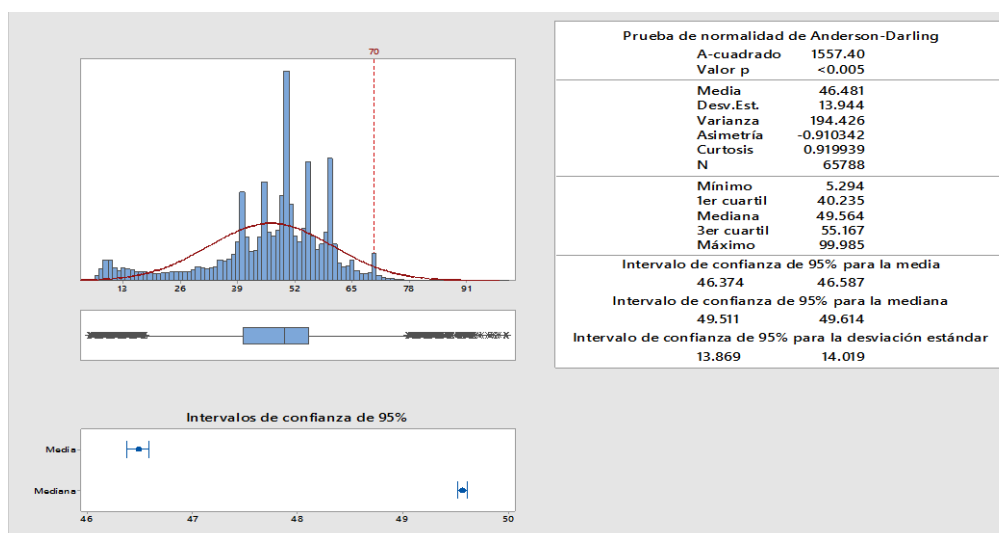 70
13 26 39 52 65 78 91
Intervalos de confianza de 95%
Media
Mediana
46 47 48 49 50
Prueba de normalidad de Anderson-Darling
A-cuadrado 1557.40
Valor p <0.005
Media 46.481
Desv.Est. 13.944
Varianza 194.426
Asimetría -0.910342
Curtosis 0.919939
N 65788
Mínimo 5.294
1er cuartil 40.235
Mediana 49.564
3er cuartil 55.167
Máximo 99.985
Intervalo de confianza de 95% para la media
46.374 46.587
Intervalo de confianza de 95% para la mediana
49.511 49.614
Intervalo de confianza de 95% para la desviación estándar
13.869 14.019